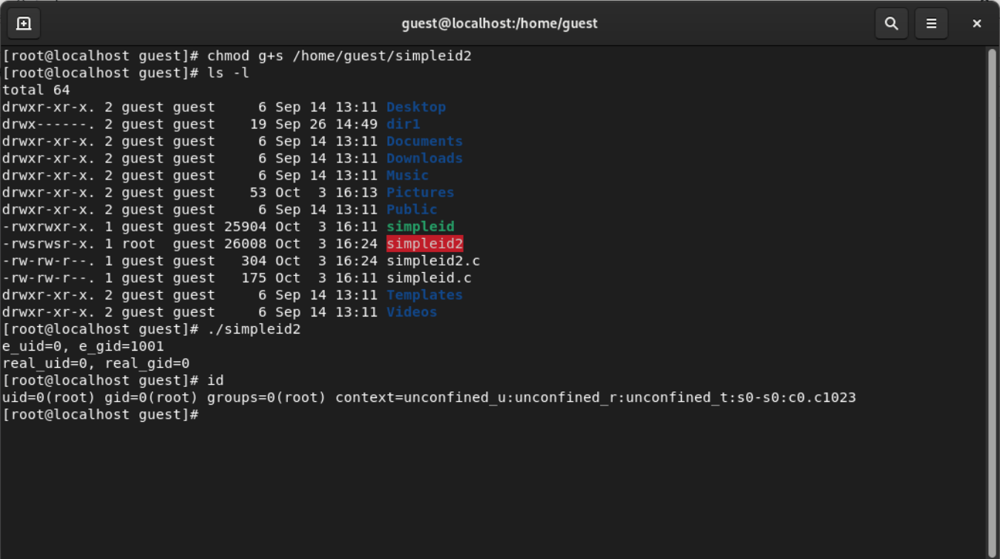 guest@localhost:/home/guest
[root@localhost guest]# chmod g+s /home/guest/simpleid2
[root@localhost guest]# ls -l
total 64
drwxr-xr-x. 2 guest guest     6 Sep 14 13:11 Desktop
drwx------. 2 guest guest    19 Sep 26 14:49 dir1
drwxr-xr-x. 2 guest guest     6 Sep 14 13:11 Documents
drwxr-xr-x. 2 guest guest     6 Sep 14 13:11 Downloads
drwxr-xr-x. 2 guest guest     6 Sep 14 13:11 Music
drwxr-xr-x. 2 guest guest    53 Oct  3 16:13 Pictures
drwxr-xr-x. 2 guest guest     6 Sep 14 13:11 Public
-rwxrwxr-x. 1 guest guest 25904 Oct  3 16:11 simpleid
-rwsrwsr-x. 1 root  guest 26008 Oct  3 16:24 simpleid2
-rw-rw-r--. 1 guest guest   304 Oct  3 16:24 simpleid2.c
-rw-rw-r--. 1 guest guest   175 Oct  3 16:11 simpleid.c
drwxr-xr-x. 2 guest guest     6 Sep 14 13:11 Templates
drwxr-xr-x. 2 guest guest     6 Sep 14 13:11 Videos
[root@localhost guest]# ./simpleid2
e_uid=0, e_gid=1001
real_uid=0, real_gid=0
[root@localhost guest]# id
uid=0(root) gid=0(root) groups=0(root) context=unconfined_u:unconfined_r:unconfined_t:s0-s0:c0.c1023
[root@localhost guest]#